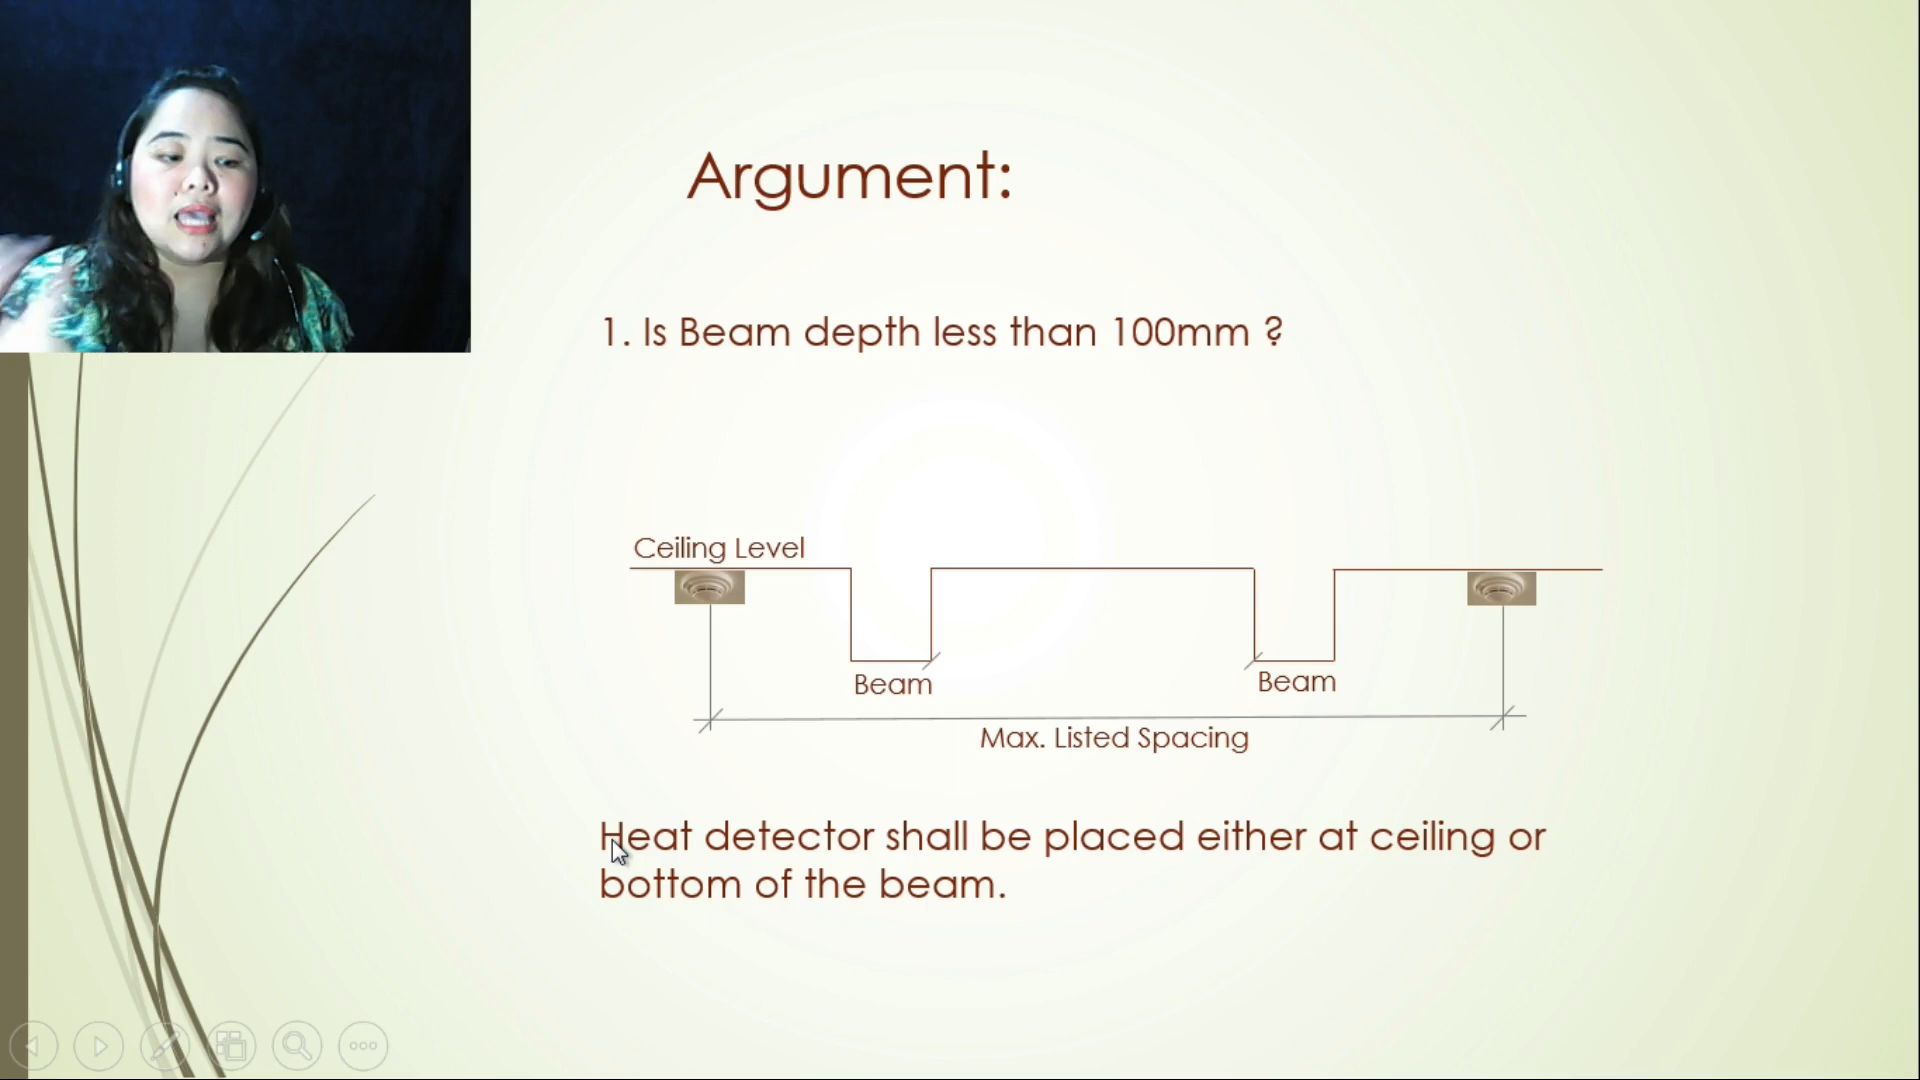 Argument:
1. Is Beam depth less than 100mm ?
Ceiling Level
Beam
Beam
Max. Listed Spacing
Heat detector shall be placed either at ceiling or
bottom of the beam.